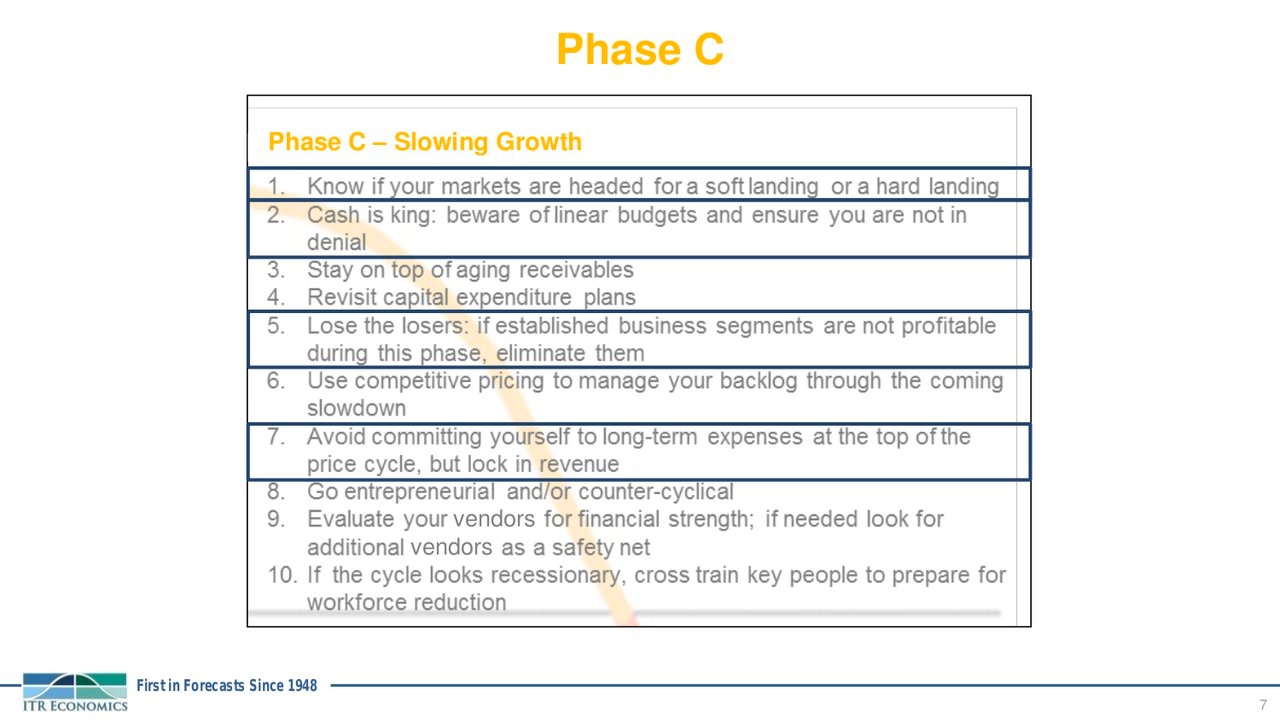 Phase C
Phase C – Slowing Growth
1. Know if your markets are headed for a soft landing or a hard landing
2. Cash is king: beware of linear budgets and ensure you are not in
denial
3. Stay on top of aging receivables
4. Revisit capital expenditure plans
5. Lose the losers: if established business segments are not profitable
during this phase, eliminate them
6. Use competitive pricing to manage your backlog through the coming
slowdown
7. Avoid committing yourself to long-term expenses at the top of the
price cycle, but lock in revenue
8. Go entrepreneurial and/or counter-cyclical
9. Evaluate your vendors for financial strength; if needed look for
additional vendors as a safety net
10. If the cycle looks recessionary, cross train key people to prepare for
workforce reduction
First in Forecasts Since 1948
ITR ECONOMICS
7